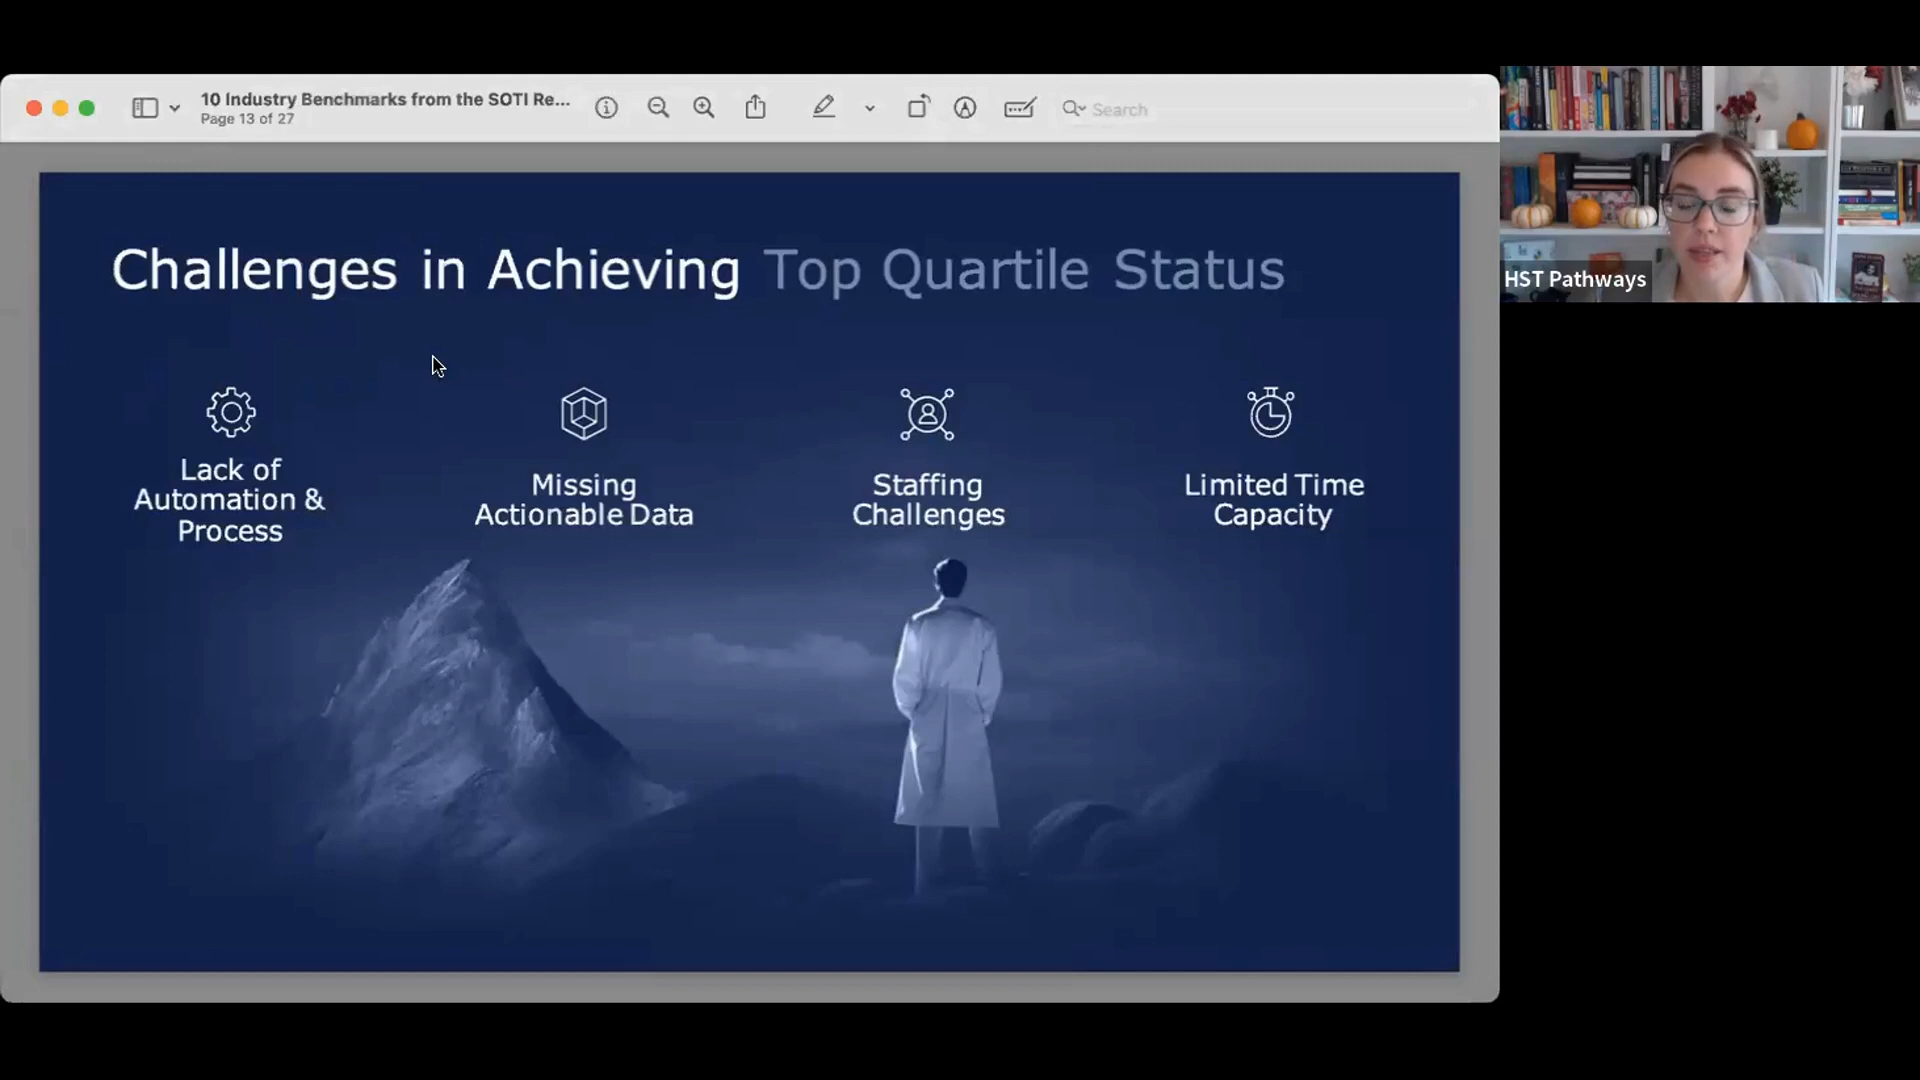 10 Industry Benchmarks from the SOTI Re...
Page 13 of 27
Search
Challenges in Achieving Top Quartile Status
Lack of
Automation &
Process
Missing
Actionable Data
Staffing
Challenges
Limited Time
Capacity
HST Pathways